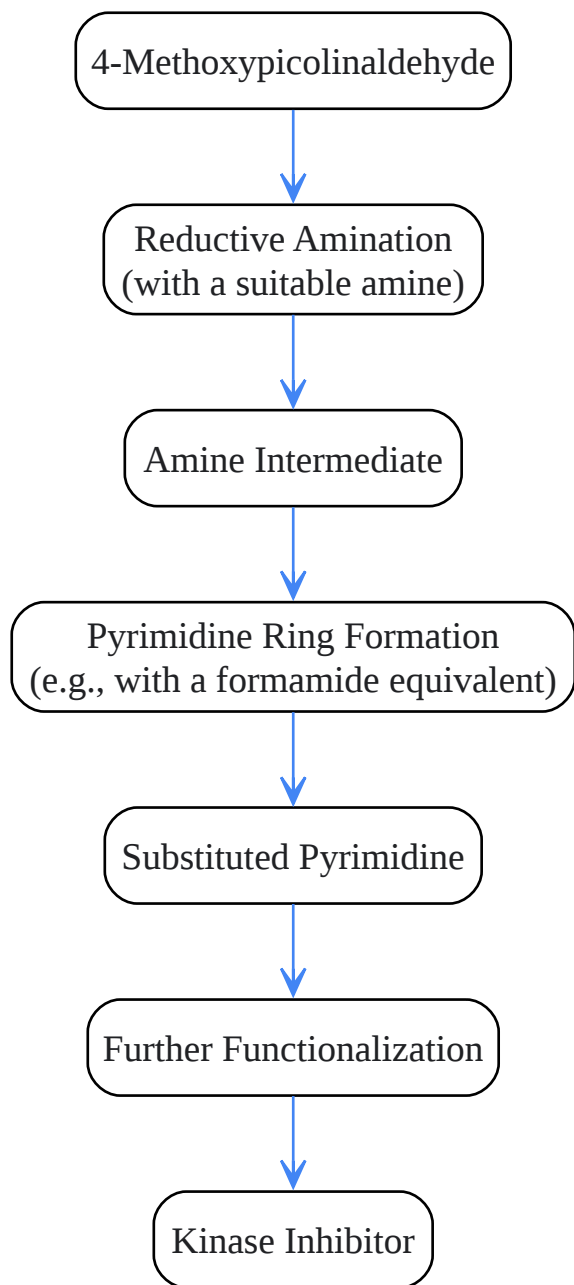 4-Methoxypicolinaldehyde
Reductive Amination
(with a suitable amine)
Amine Intermediate
Pyrimidine Ring Formation
(e.g., with a formamide equivalent)
Substituted Pyrimidine
Further Functionalization
Kinase Inhibitor